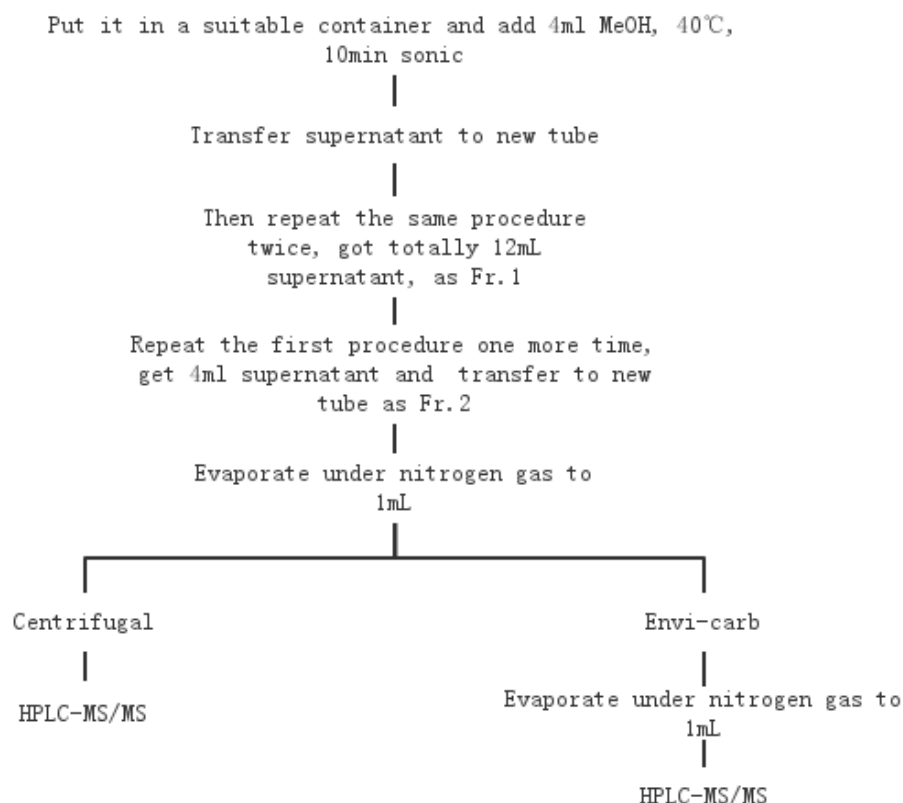 Put it in a suitable container and add 4ml MeOH, 40℃,
10min sonic
Transfer supernatant to new tube
Then repeat the same procedure
twice, got totally 12mL
supernatant, as Fr.1
Repeat the first procedure one more time,
get 4ml supernatant and transfer to new
tube as Fr.2
Evaporate under nitrogen gas to
1mL
Centrifugal
Envi-carb
HPLC-MS/MS
Evaporate under nitrogen gas to
1mL
HPLC-MS/MS